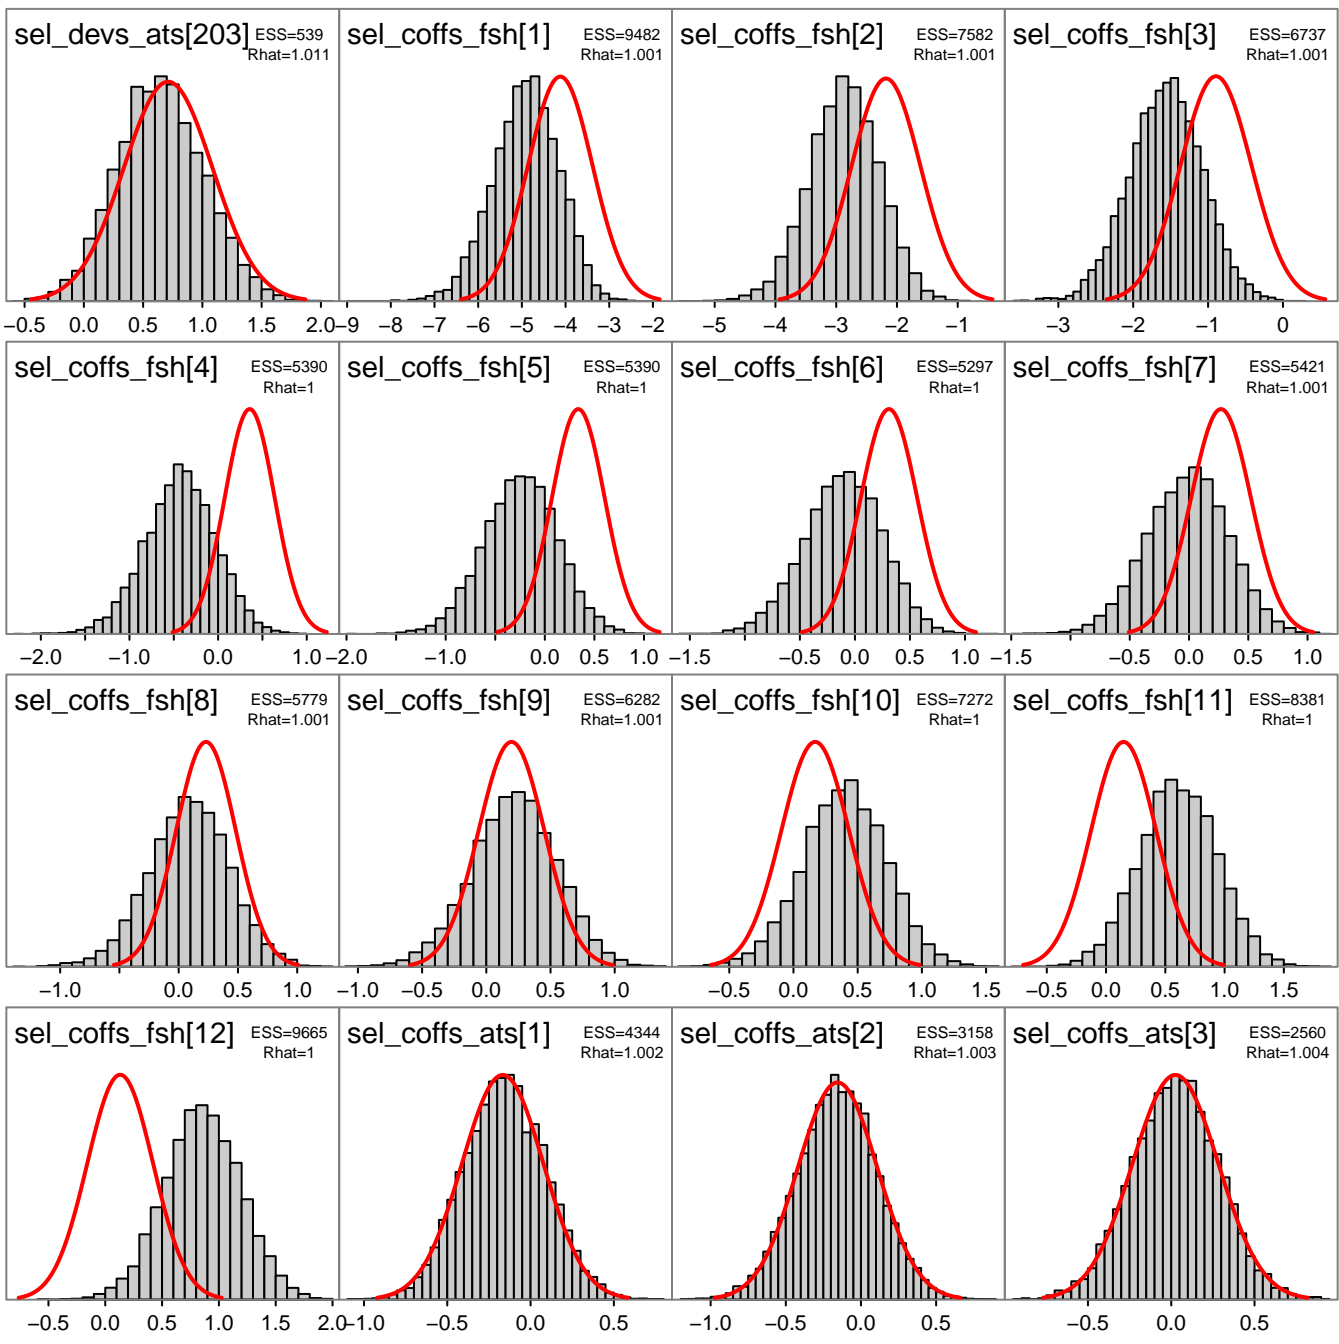 sel_devs_ats[203] ESS=539
Rhat=1.011
sel_coffs_fsh[1] ESS=9482
Rhat=1.001
sel_coffs_fsh[2] ESS=7582
Rhat=1.001
sel_coffs_fsh[3] ESS=6737
Rhat=1.001
−0.5 0.0 0.5 1.0 1.5 2.0
−9 −8 −7 −6 −5 −4 −3 −2
−5 −4 −3 −2 −1
−3 −2 −1 0
sel_coffs_fsh[4] ESS=5390
Rhat=1
sel_coffs_fsh[5] ESS=5390
Rhat=1
sel_coffs_fsh[6] ESS=5297
Rhat=1
sel_coffs_fsh[7] ESS=5421
Rhat=1.001
−2.0 −1.0 0.0 1.0
−2.0 −1.0 0.0 0.5 1.0
−1.5 −0.5 0.0 0.5 1.0
−1.5 −0.5 0.0 0.5 1.0
sel_coffs_fsh[8] ESS=5779
Rhat=1.001
sel_coffs_fsh[9] ESS=6282
Rhat=1.001
sel_coffs_fsh[10] ESS=7272
Rhat=1
sel_coffs_fsh[11] ESS=8381
Rhat=1
−1.0 0.0 0.5 1.0
−1.0 −0.5 0.0 0.5 1.0
−0.5 0.0 0.5 1.0 1.5
−0.5 0.0 0.5 1.0 1.5
sel_coffs_fsh[12] ESS=9665
Rhat=1
sel_coffs_ats[1] ESS=4344
Rhat=1.002
sel_coffs_ats[2] ESS=3158
Rhat=1.003
sel_coffs_ats[3] ESS=2560
Rhat=1.004
−0.5 0.0 0.5 1.0 1.5 2.0
−1.0 −0.5 0.0 0.5
−1.0 −0.5 0.0 0.5
−0.5 0.0 0.5